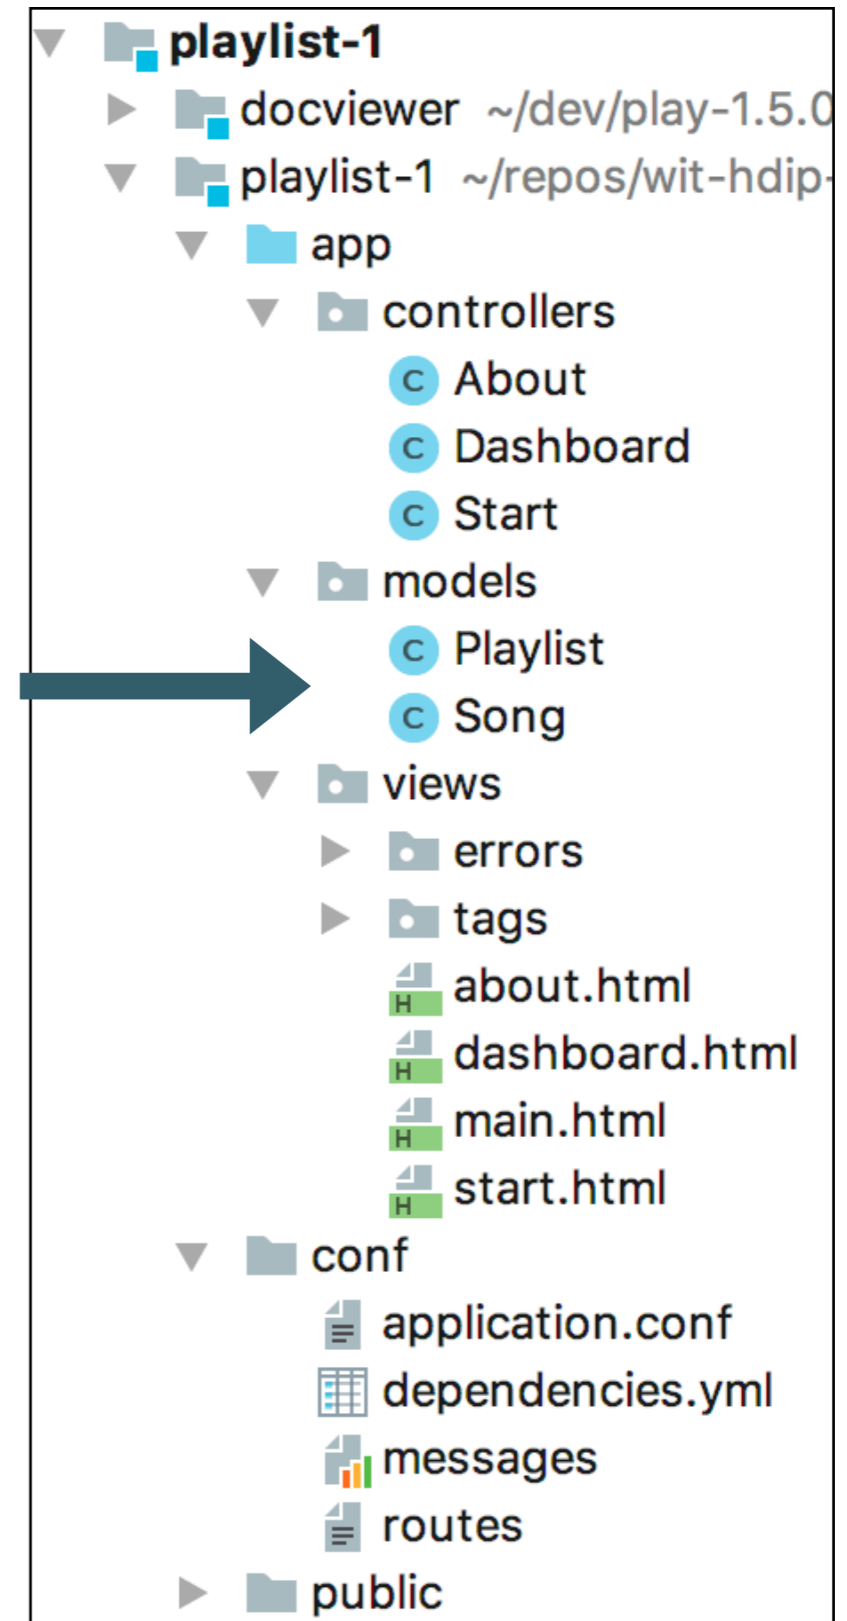 playlist-1
docviewer ~/dev/play-1.5.0
playlist-1 ~/repos/wit-hdip-
app
controllers
C About
C Dashboard
C Start
models
C Playlist
C Song
views
errors
tags
H about.html
H dashboard.html
H main.html
H start.html
conf
application.conf
dependencies.yml
messages
routes
public